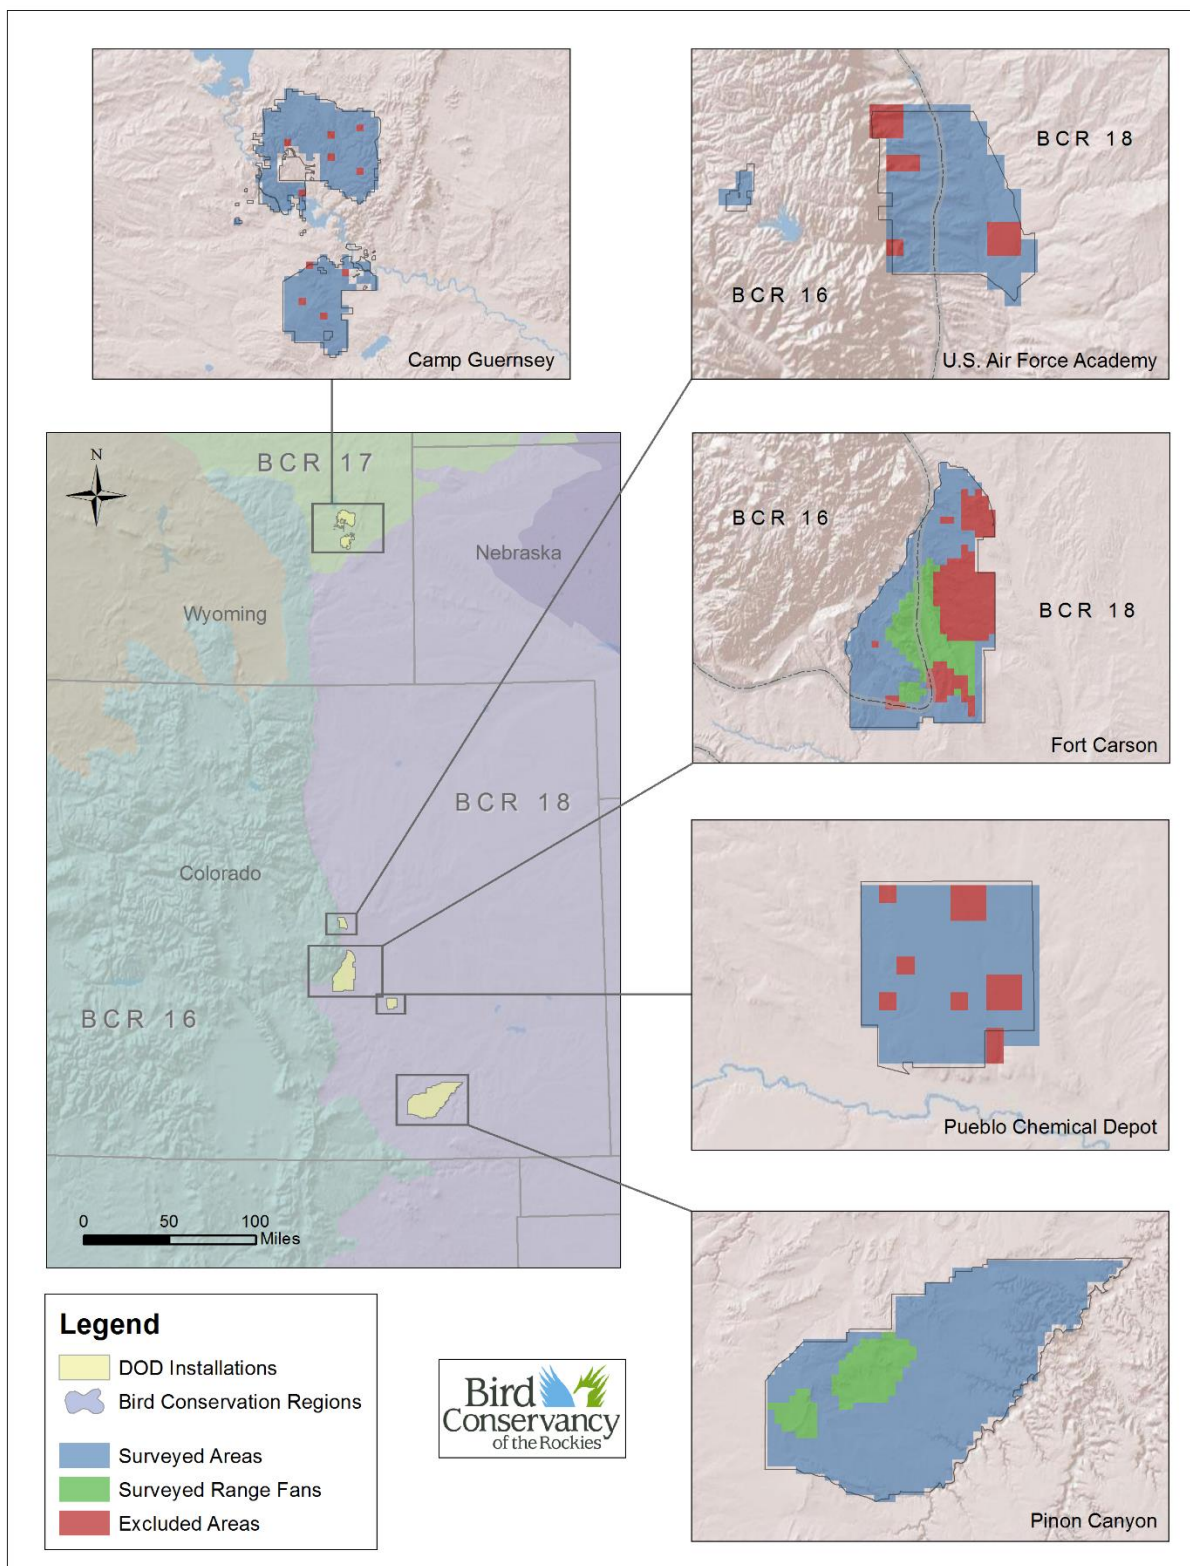 Camp Guernsey
BCR 18
BCR 16
U.S. Air Force Academy
N
BCR 17
Nebraska
Wyoming
BCR 18
Colorado
BCR 16
0 50 100
Miles
BCR 16
BCR 18
Fort Carson
Pueblo Chemical Depot
Pinon Canyon
Legend
DOD Installations
Bird Conservation Regions
Surveyed Areas
Surveyed Range Fans
Excluded Areas
Bird
Conservancy
of the Rockies